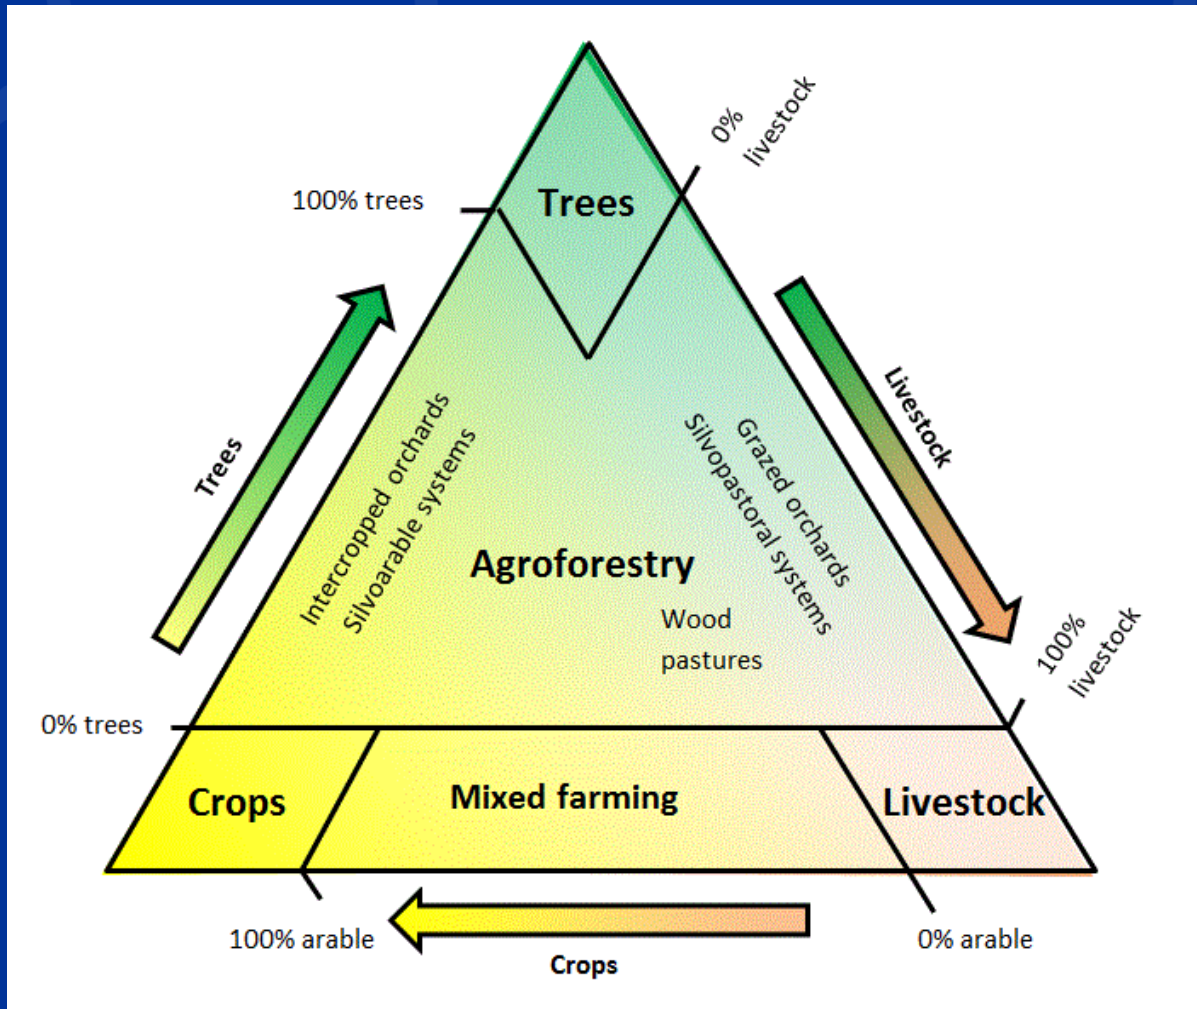 0%
livestock
100% trees
Trees
Trees
Livestock
Intercropped orchards
Silvoarable systems
Grazed orchards
Silvopastoral systems
Agroforestry
Wood
pastures
100%
livestock
0% trees
Crops
Mixed farming
Livestock
100% arable
0% arable
Crops